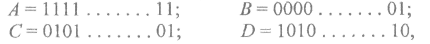 A = 1111 . . . . . . . 11; B = 0000 . . . . . . . 01;
C = 0101 . . . . . . . 01; D = 1010 . . . . . . . 10,